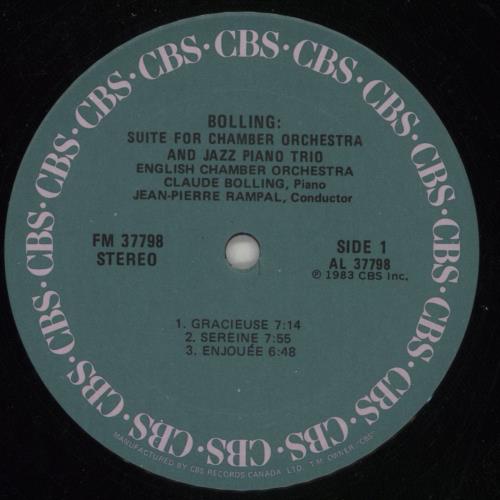 CBS · CBS · CBS · CBS · CBS · CBS · CBS · CBS · CBS · CBS · CBS · CBS · CBS · CBS · CBS · CBS · CBS
BOLLING:
SUITE FOR CHAMBER ORCHESTRA
AND JAZZ PIANO TRIO
ENGLISH CHAMBER ORCHESTRA
CLAUDE BOLLING, Piano
JEAN-PIERRE RAMPAL, Conductor
FM 37798
STEREO
SIDE 1
AL 37798
℗ 1983 CBS Inc.
1. GRACIEUSE 7:14
2. SEREINE 7:55
3. ENJOUÉE 6:48
MANUFACTURED BY CBS RECORDS CANADA LTD. T.M. OWNER "CBS"